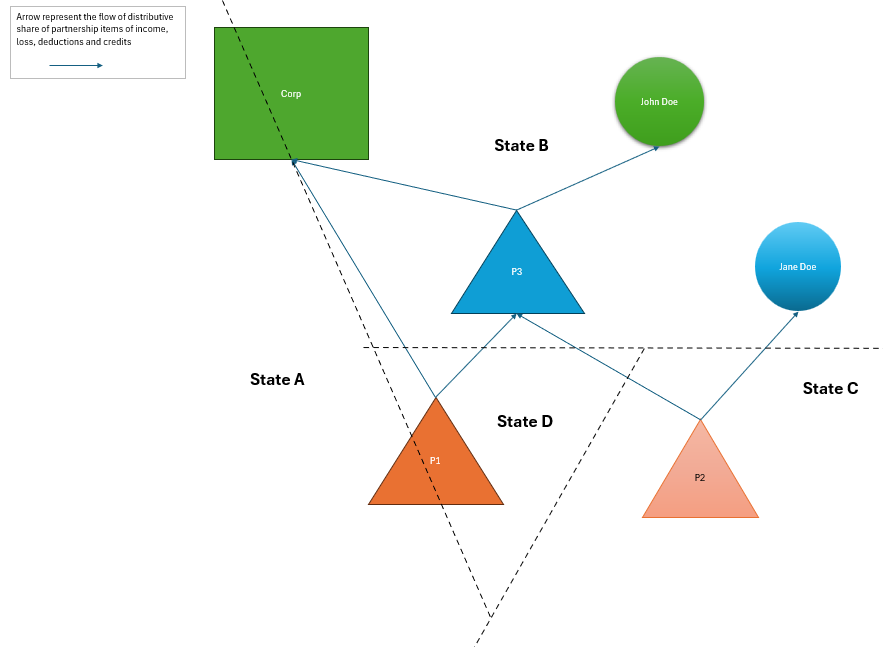 Arrow represent the flow of distributive
share of partnership items of income,
loss, deductions and credits
Corp
John Doe
State B
P3
Jane Doe
State A
State C
State D
P1
P2